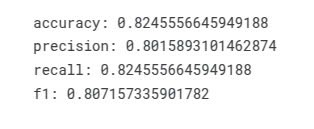 accuracy: 0.8245556645949188
precision: 0.8015893101462874
recall: 0.8245556645949188
f1: 0.807157335901782